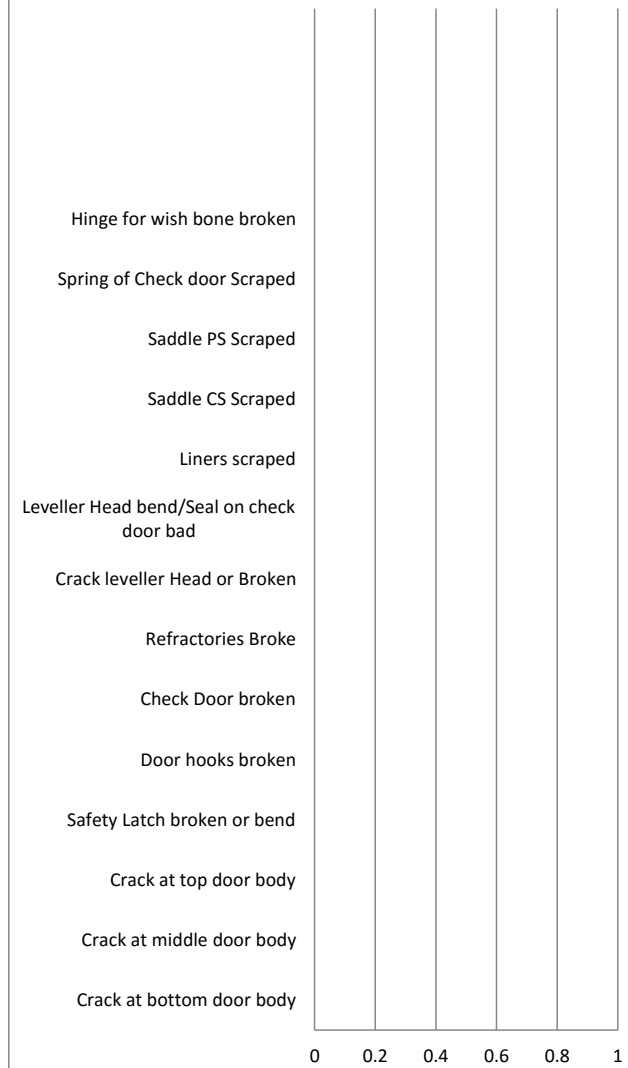 Hinge for wish bone broken
Spring of Check door Scraped
Saddle PS Scraped
Saddle CS Scraped
Liners scraped
Leveller Head bend/Seal on check
door bad
Crack leveller Head or Broken
Refractories Broke
Check Door broken
Door hooks broken
Safety Latch broken or bend
Crack at top door body
Crack at middle door body
Crack at bottom door body
0 0.2 0.4 0.6 0.8 1